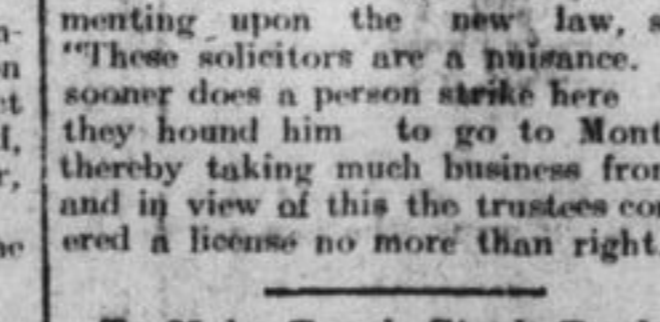 menting upon the new law, s
"These solicitors are a nuisance.
sooner does a person strike here
they hound him to go to Mont
thereby taking much business from
and in view of this the trustees con
ered a license no more than right